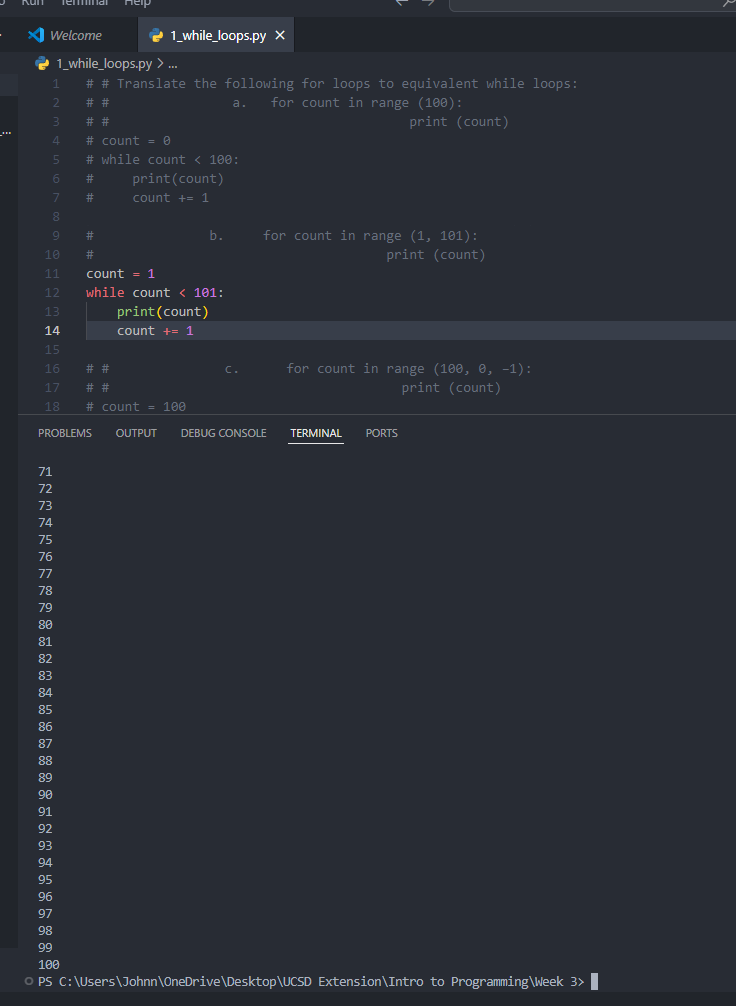 Run Terminal Help
Welcome 1_while_loops.py
1_while_loops.py > ...
1 # # Translate the following for loops to equivalent while loops:
2 # # a. for count in range (100):
3 # # print (count)
4 # count = 0
5 # while count < 100:
6 # print(count)
7 # count += 1
8
9 # b. for count in range (1, 101):
10 # print (count)
11 count = 1
12 while count < 101:
13 print(count)
14 count += 1
15
16 # # c. for count in range (100, 0, –1):
17 # # print (count)
18 # count = 100
PROBLEMS OUTPUT DEBUG CONSOLE TERMINAL PORTS
71
72
73
74
75
76
77
78
79
80
81
82
83
84
85
86
87
88
89
90
91
92
93
94
95
96
97
98
99
100
PS C:\Users\Johnn\OneDrive\Desktop\UCSD Extension\Intro to Programming\Week 3>